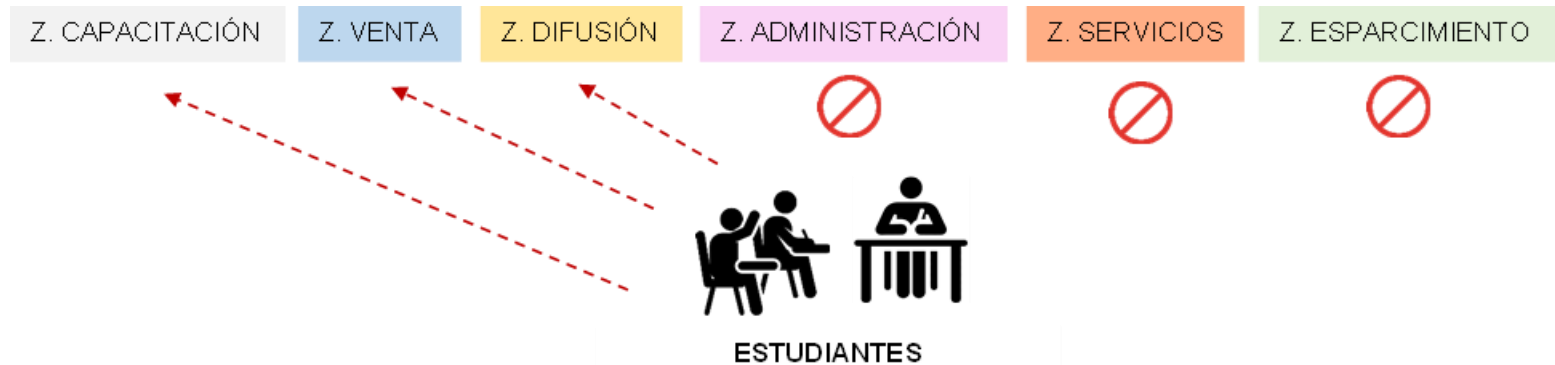 Z. CAPACITACIÓN Z. VENTA Z. DIFUSIÓN Z. ADMINISTRACIÓN Z. SERVICIOS Z. ESPARCIMIENTO
ESTUDIANTES